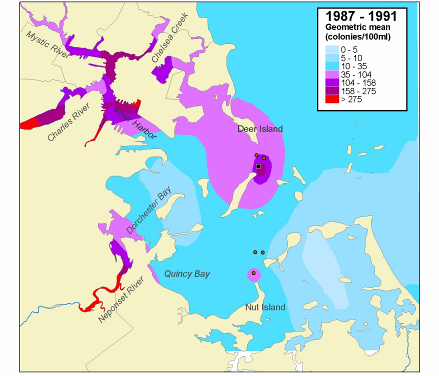 1987 - 1991
Geometric mean
(colonies/100ml)
0 - 5
5 - 10
10 - 35
35 - 104
104 - 158
158 - 275
> 275
Mystic River
Chelsea Creek
Charles River
Harbor
Deer Island
Dorchester Bay
Quincy Bay
Neponset River
Nut Island